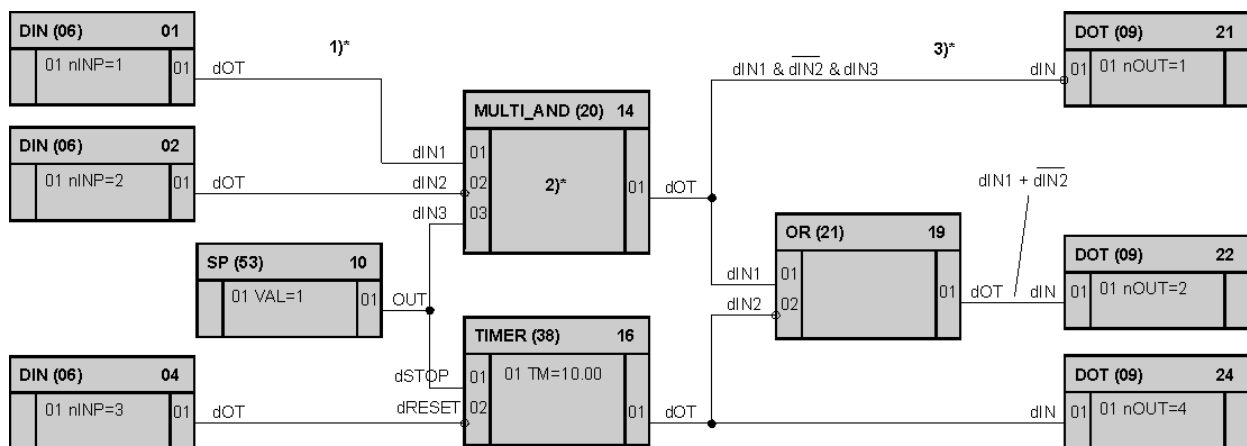 DIN (06) 01
01 nINP=1 01 dOT
1)*
DIN (06) 02
01 nINP=2 01 dOT
SP (53) 10
01 VAL=1 01 OUT
DIN (06) 04
01 nINP=3 01 dOT
MULTI_AND (20) 14
dIN1 01
dIN2 02
dIN3 03
2)*
01 dOT
TIMER (38) 16
dSTOP 01
dRESET 02
01 TM=10.00
01 dOT
dIN1 & d̅I̅N̅2̅ & dIN3
3)*
OR (21) 19
dIN1 01
dIN2 02
01 dOT
dIN1 + d̅I̅N̅2̅
DOT (09) 21
dIN 01 01 nOUT=1
DOT (09) 22
dIN 01 01 nOUT=2
DOT (09) 24
dIN 01 01 nOUT=4